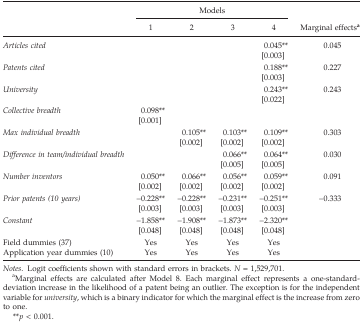 Models
1 2 3 4 Marginal effectsᵃ
Articles cited 0.045** 0.045
[0.003]
Patents cited 0.188** 0.227
[0.003]
University 0.243** 0.243
[0.022]
Collective breadth 0.098**
[0.001]
Max individual breadth 0.105** 0.103** 0.109** 0.303
[0.002] [0.002] [0.002]
Difference in team/individual breadth 0.066** 0.064** 0.030
[0.005] [0.005]
Number inventors 0.050** 0.066** 0.056** 0.059** 0.091
[0.002] [0.002] [0.002] [0.002]
Prior patents (10 years) −0.228** −0.228** −0.231** −0.251** −0.333
[0.003] [0.003] [0.003] [0.003]
Constant −1.858** −1.908** −1.873** −2.320**
[0.048] [0.048] [0.048] [0.048]
Field dummies (37) Yes Yes Yes Yes
Application year dummies (10) Yes Yes Yes Yes
Notes. Logit coefficients shown with standard errors in brackets. N = 1,529,701.
ᵃMarginal effects are calculated after Model 8. Each marginal effect represents a one-standard-
deviation increase in the likelihood of a patent being an outlier. The exception is for the independent
variable for university, which is a binary indicator for which the marginal effect is the increase from zero
to one.
**p < 0.001.